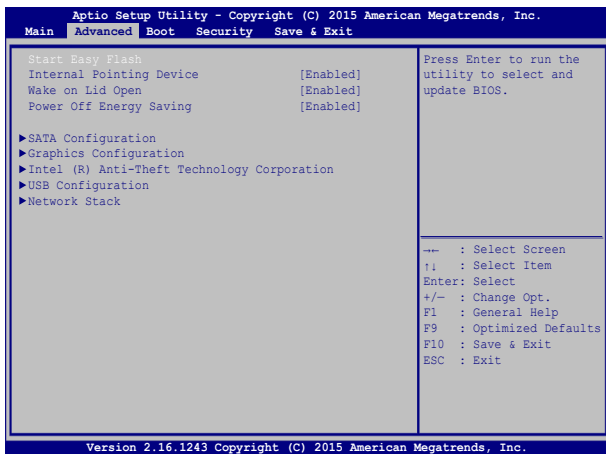 Aptio Setup Utility - Copyright (C) 2015 American Megatrends, Inc.
Main Advanced Boot Security Save & Exit
Start Easy Flash
Internal Pointing Device [Enabled]
Wake on Lid Open [Enabled]
Power Off Energy Saving [Enabled]
▶SATA Configuration
▶Graphics Configuration
▶Intel (R) Anti-Theft Technology Corporation
▶USB Configuration
▶Network Stack
Press Enter to run the
utility to select and
update BIOS.
→← : Select Screen
↑↓ : Select Item
Enter: Select
+/— : Change Opt.
F1 : General Help
F9 : Optimized Defaults
F10 : Save & Exit
ESC : Exit
Version 2.16.1243 Copyright (C) 2015 American Megatrends, Inc.